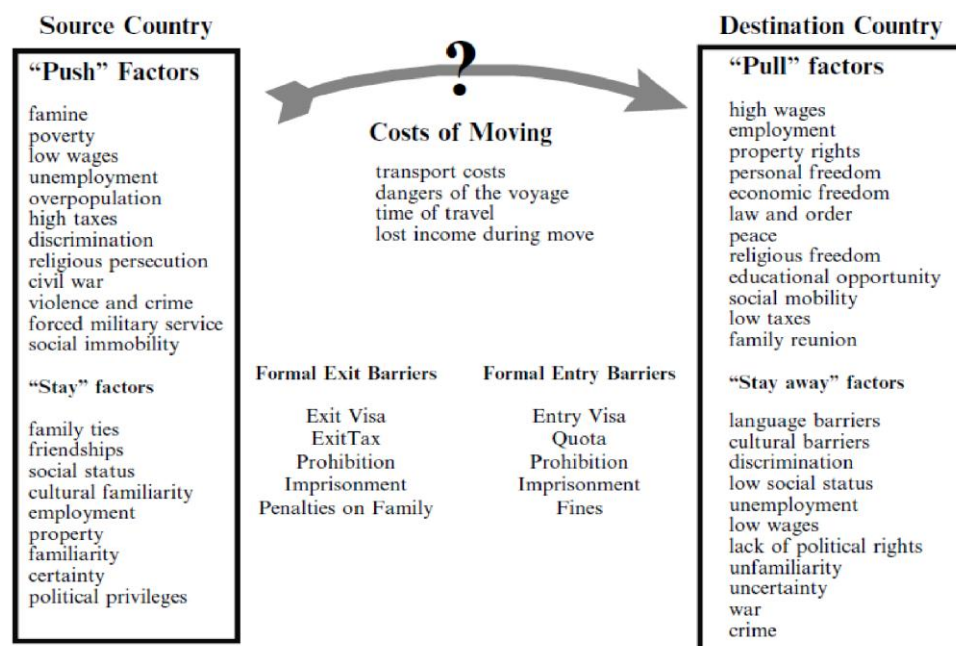 Source Country
“Push” Factors
famine
poverty
low wages
unemployment
overpopulation
high taxes
discrimination
religious persecution
civil war
violence and crime
forced military service
social immobility
“Stay” factors
family ties
friendships
social status
cultural familiarity
employment
property
familiarity
certainty
political privileges
?
Costs of Moving
transport costs
dangers of the voyage
time of travel
lost income during move
Formal Exit Barriers
Exit Visa
ExitTax
Prohibition
Imprisonment
Penalties on Family
Formal Entry Barriers
Entry Visa
Quota
Prohibition
Imprisonment
Fines
Destination Country
“Pull” factors
high wages
employment
property rights
personal freedom
economic freedom
law and order
peace
religious freedom
educational opportunity
social mobility
low taxes
family reunion
“Stay away” factors
language barriers
cultural barriers
discrimination
low social status
unemployment
low wages
lack of political rights
unfamiliarity
uncertainty
war
crime